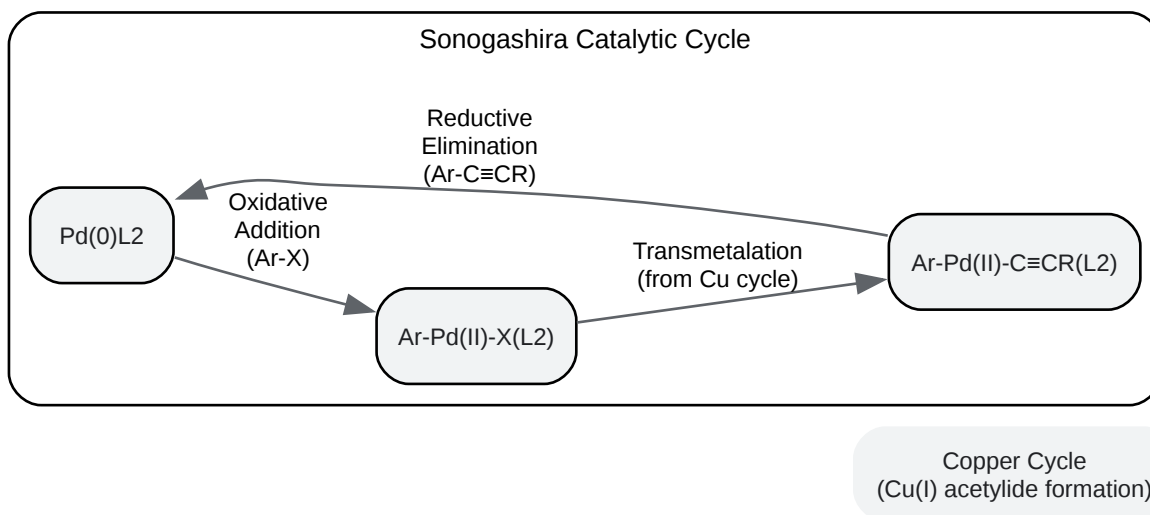 Sonogashira Catalytic Cycle
Reductive
Elimination
(Ar-C≡CR)
Oxidative
Addition
(Ar-X)
Pd(0)L2
Transmetalation
(from Cu cycle)
Ar-Pd(II)-C≡CR(L2)
Ar-Pd(II)-X(L2)
Copper Cycle
(Cu(I) acetylide formation)